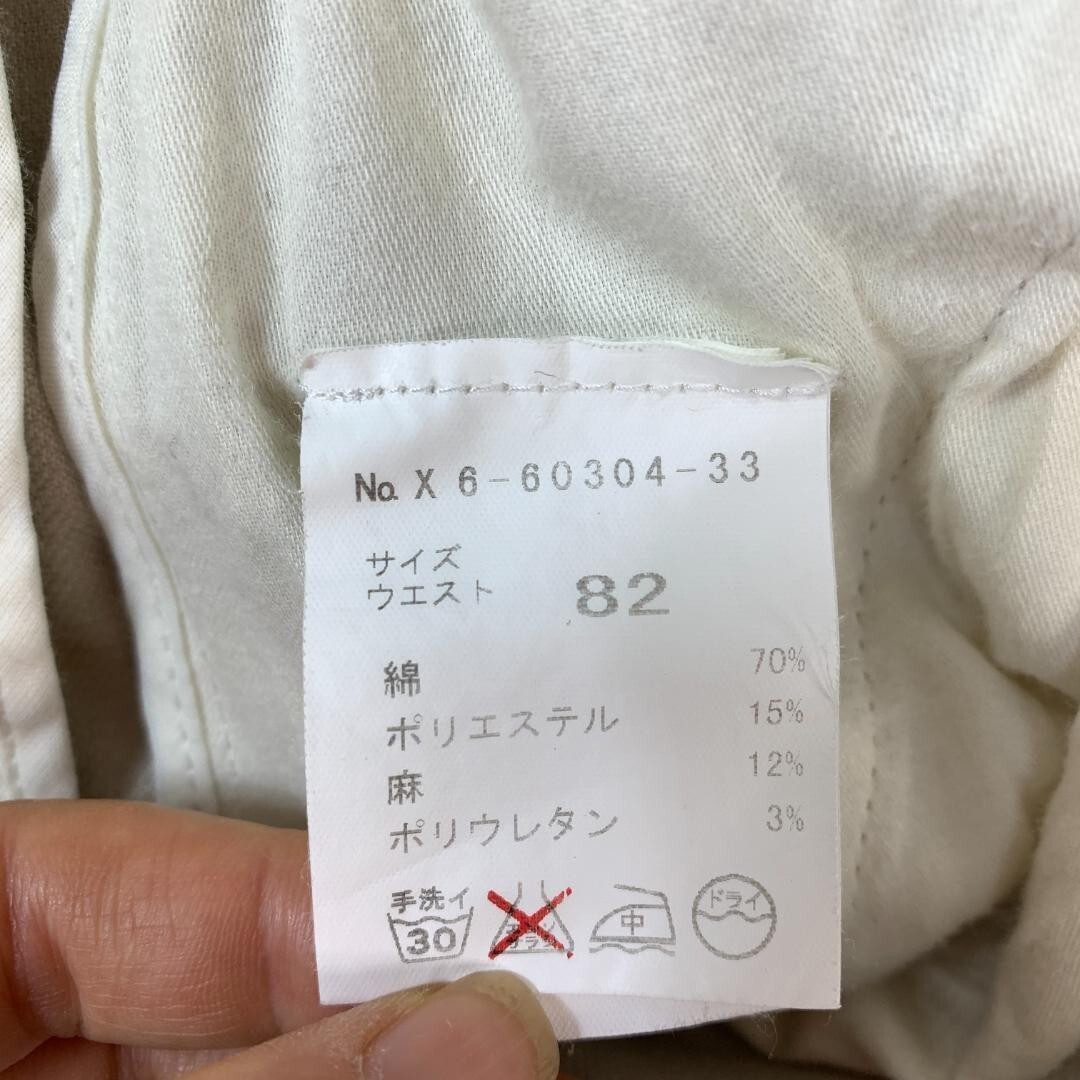 No. X 6-60304-33
サイズ
ウエスト 82
綿 70%
ポリエステル 15%
麻 12%
ポリウレタン 3%
手洗イ
30
中
ドライ